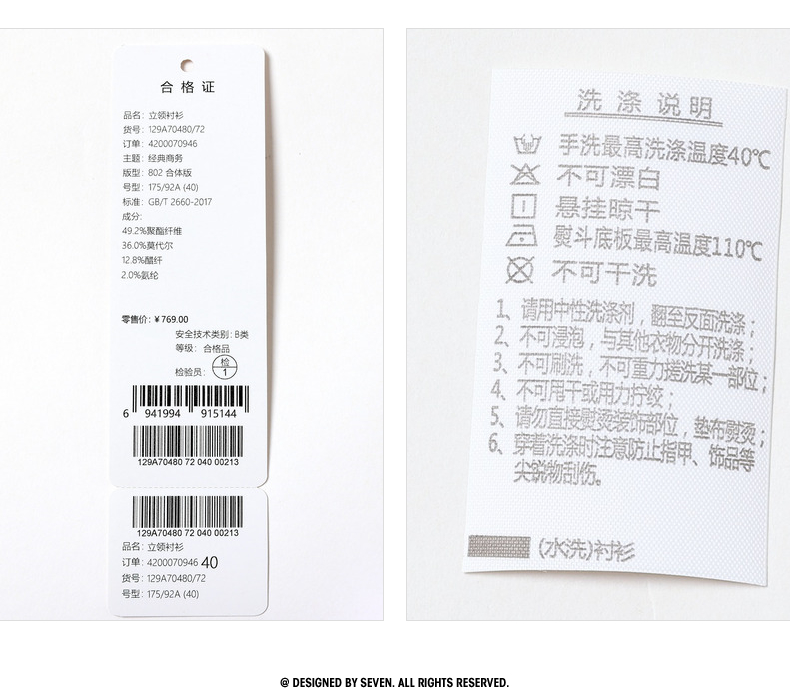 合格证
品名: 立领衬衫
货号: 129A70480/72
订单: 4200070946
主题: 经典商务
版型: 802 合体版
号型: 175/92A (40)
标准: GB/T 2660-2017
成分:
49.2%聚酯纤维
36.0%莫代尔
12.8%醋纤
2.0%氨纶
零售价: ¥769.00
安全技术类别: B类
等级: 合格品
检验员: 检1
6 941994 915144
129A70480 72 040 00213
129A70480 72 040 00213
品名: 立领衬衫
订单: 4200070946 40
货号: 129A70480/72
号型: 175/92A (40)
洗涤说明
手洗最高洗涤温度40℃
不可漂白
悬挂晾干
熨斗底板最高温度110℃
不可干洗
1、请用中性洗涤剂，翻至反面洗涤；
2、不可浸泡，与其他衣物分开洗涤；
3、不可刷洗，不可重力搓洗某一部位；
4、不可甩干或用力拧绞；
5、请勿直接熨烫装饰部位，垫布熨烫；
6、穿着洗涤时注意防止指甲、饰品等
尖锐物刮伤。
(水洗)衬衫
@ DESIGNED BY SEVEN. ALL RIGHTS RESERVED.